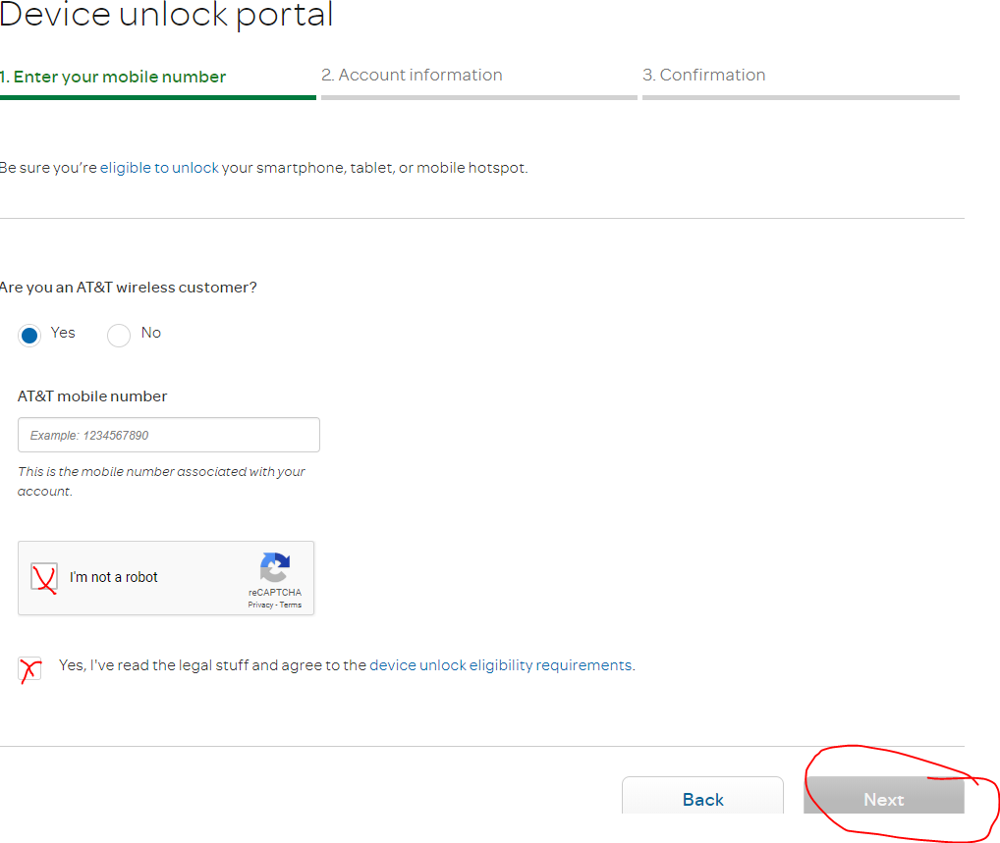 Device unlock portal
1. Enter your mobile number
2. Account information
3. Confirmation
Be sure you're eligible to unlock your smartphone, tablet, or mobile hotspot.
Are you an AT&T wireless customer?
Yes
No
AT&T mobile number
Example: 1234567890
This is the mobile number associated with your
account.
I'm not a robot
reCAPTCHA
Privacy - Terms
Yes, I've read the legal stuff and agree to the device unlock eligibility requirements.
Back
Next